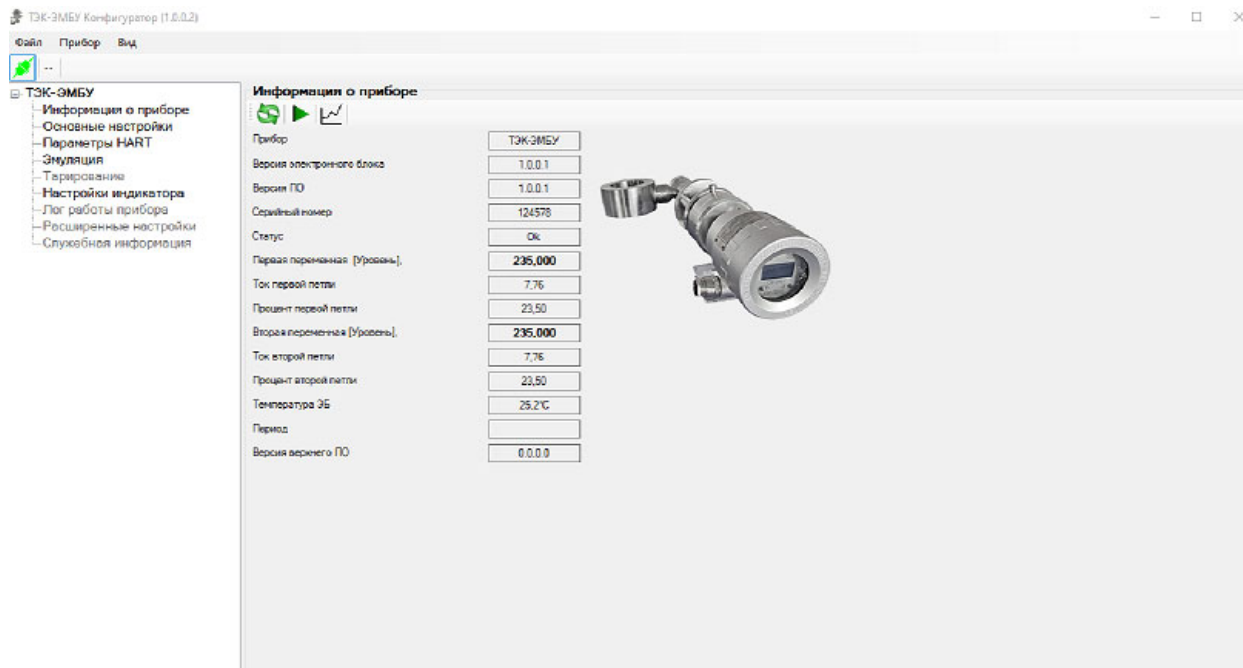 ТЭК-ЭМБУ Конфигуратор (1.0.0.2)
Файл Прибор Вид
--
ТЭК-ЭМБУ
Информация о приборе
Основные настройки
Параметры HART
Эмуляция
Тарирование
Настройки индикатора
Лог работы прибора
Расширенные настройки
Служебная информация
Информация о приборе
Прибор ТЭК-ЭМБУ
Версия электронного блока 1.0.0.1
Версия ПО 1.0.0.1
Серийный номер 124578
Статус Ok
Первая переменная [Уровень], 235,000
Ток первой петли 7,76
Процент первой петли 23,50
Вторая переменная [Уровень], 235,000
Ток второй петли 7,76
Процент второй петли 23,50
Температура ЭБ 25,2°C
Период
Версия верхнего ПО 0.0.0.0